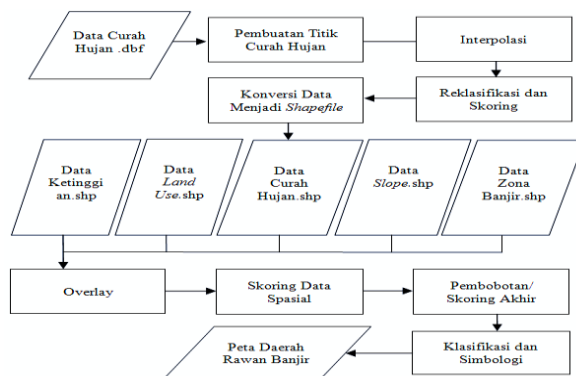 Data Curah
Hujan .dbf
Pembuatan Titik
Curah Hujan
Interpolasi
Konversi Data
Menjadi Shapefile
Reklasifikasi dan
Skoring
Data
Ketinggi
an.shp
Data
Land
Use.shp
Data
Curah
Hujan.shp
Data
Slope.shp
Data
Zona
Banjir.shp
Overlay
Skoring Data
Spasial
Pembobotan/
Skoring Akhir
Peta Daerah
Rawan Banjir
Klasifikasi dan
Simbologi